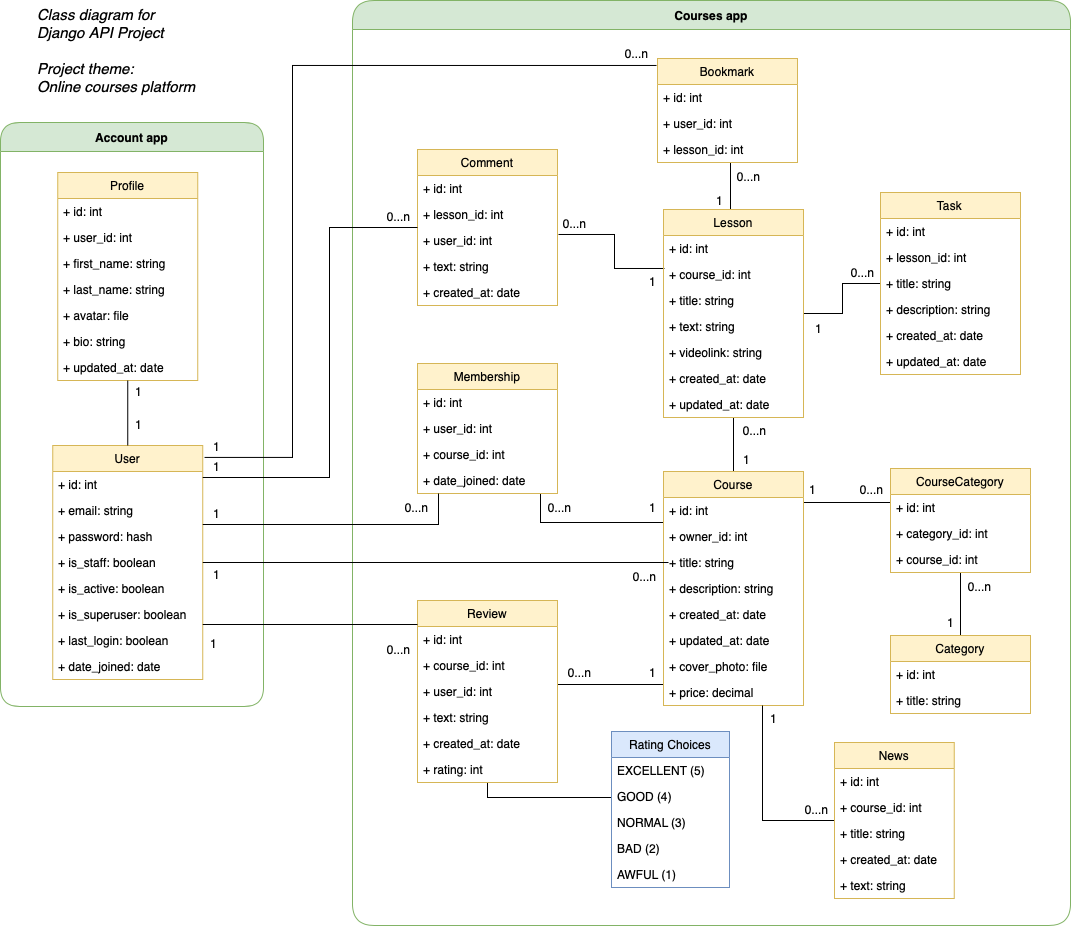 Class diagram for
Django API Project
Project theme:
Online courses platform
Account app
Profile
+ id: int
+ user_id: int
+ first_name: string
+ last_name: string
+ avatar: file
+ bio: string
+ updated_at: date
1
1
User
+ id: int
+ email: string
+ password: hash
+ is_staff: boolean
+ is_active: boolean
+ is_superuser: boolean
+ last_login: boolean
+ date_joined: date
1
1
1
1
1
Courses app
0...n
Bookmark
+ id: int
+ user_id: int
+ lesson_id: int
0...n
1
Comment
+ id: int
+ lesson_id: int
+ user_id: int
+ text: string
+ created_at: date
0...n
0...n
1
Lesson
+ id: int
+ course_id: int
+ title: string
+ text: string
+ videolink: string
+ created_at: date
+ updated_at: date
0...n
1
1
0...n
Task
+ id: int
+ lesson_id: int
+ title: string
+ description: string
+ created_at: date
+ updated_at: date
Membership
+ id: int
+ user_id: int
+ course_id: int
+ date_joined: date
0...n
0...n
1
Course
+ id: int
+ owner_id: int
+ title: string
+ description: string
+ created_at: date
+ updated_at: date
+ cover_photo: file
+ price: decimal
0...n
1
0...n
CourseCategory
+ id: int
+ category_id: int
+ course_id: int
0...n
1
Category
+ id: int
+ title: string
Review
+ id: int
+ course_id: int
+ user_id: int
+ text: string
+ created_at: date
+ rating: int
0...n
0...n
1
Rating Choices
EXCELLENT (5)
GOOD (4)
NORMAL (3)
BAD (2)
AWFUL (1)
1
0...n
News
+ id: int
+ course_id: int
+ title: string
+ created_at: date
+ text: string